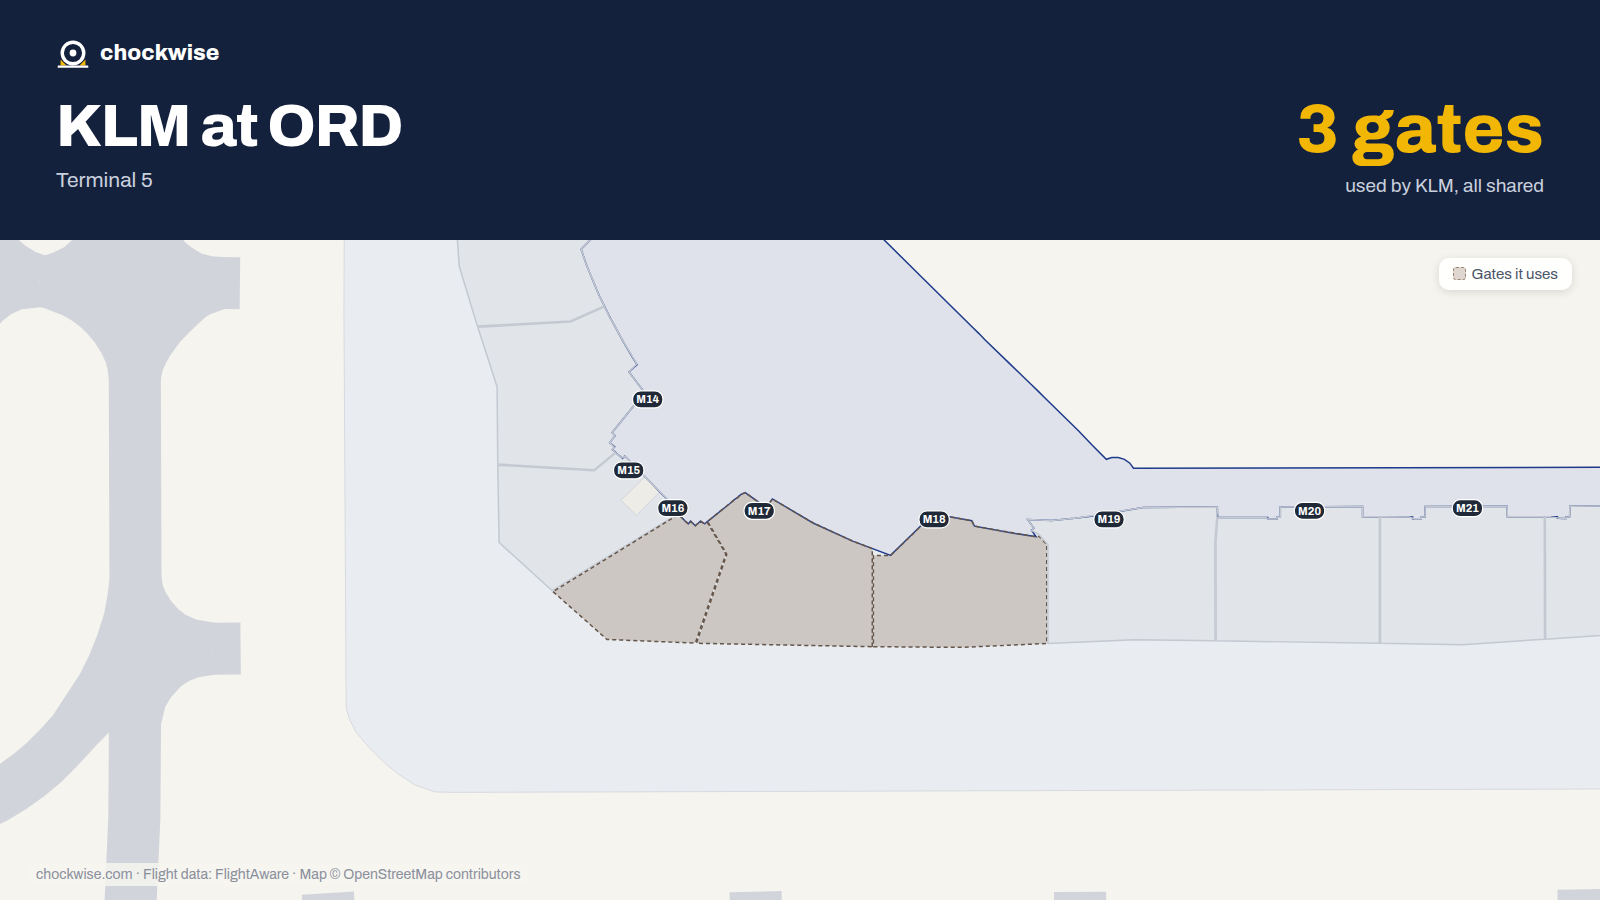 chockwise
KLM at ORD
Terminal 5
3 gates
used by KLM, all shared
Gates it uses
M14
M15
M16
M17
M18
M19
M20
M21
chockwise.com · Flight data: FlightAware · Map © OpenStreetMap contributors